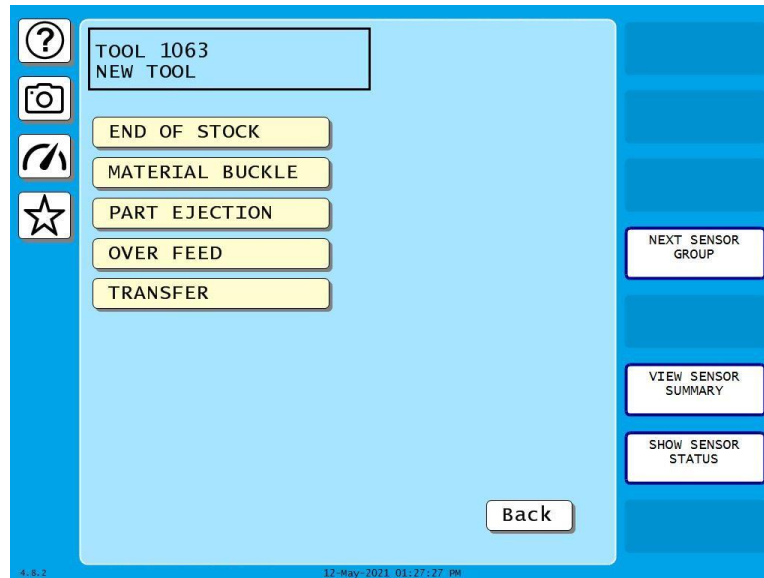 TOOL 1063
NEW TOOL
END OF STOCK
MATERIAL BUCKLE
PART EJECTION
OVER FEED
TRANSFER
NEXT SENSOR
GROUP
VIEW SENSOR
SUMMARY
SHOW SENSOR
STATUS
Back
4.8.2
12-May-2021 01:27:27 PM